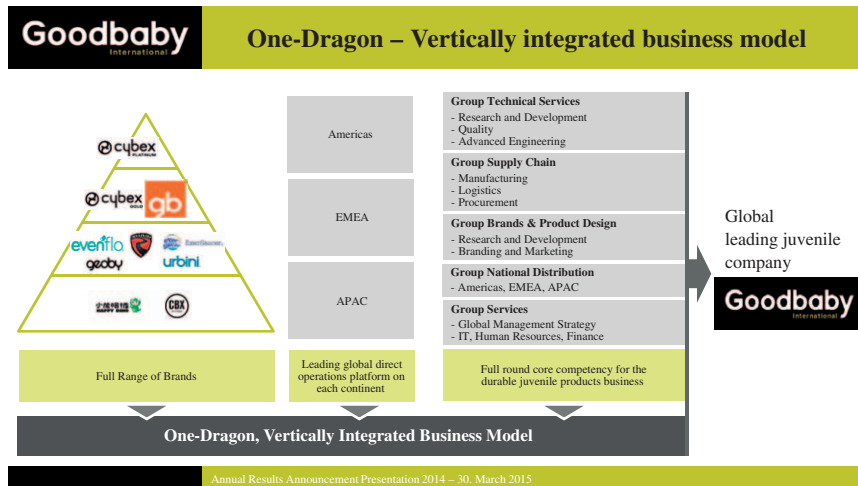 Goodbaby
International
One-Dragon – Vertically integrated business model
cybex
PLATINUM
cybex
GOLD
gb
evenflo
geoby
urbini
HAPPY DINO
CBX
Full Range of Brands
Americas
EMEA
APAC
Leading global direct
operations platform on
each continent
Group Technical Services
- Research and Development
- Quality
- Advanced Engineering
Group Supply Chain
- Manufacturing
- Logistics
- Procurement
Group Brands & Product Design
- Research and Development
- Branding and Marketing
Group National Distribution
- Americas, EMEA, APAC
Group Services
- Global Management Strategy
- IT, Human Resources, Finance
Full round core competency for the
durable juvenile products business
Global
leading juvenile
company
Goodbaby
International
One-Dragon, Vertically Integrated Business Model
Annual Results Announcement Presentation 2014 – 30. March 2015